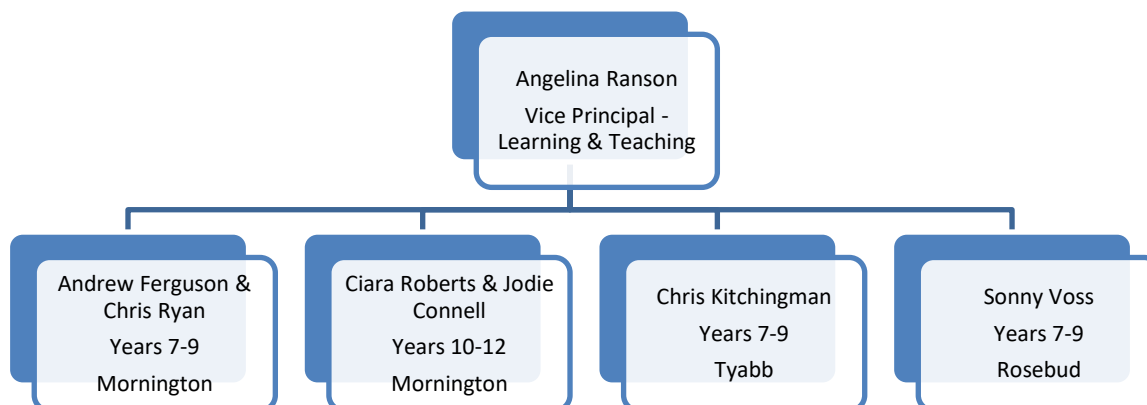 Angelina Ranson
Vice Principal -
Learning & Teaching
Andrew Ferguson &
Chris Ryan
Years 7-9
Mornington
Ciara Roberts & Jodie
Connell
Years 10-12
Mornington
Chris Kitchingman
Years 7-9
Tyabb
Sonny Voss
Years 7-9
Rosebud